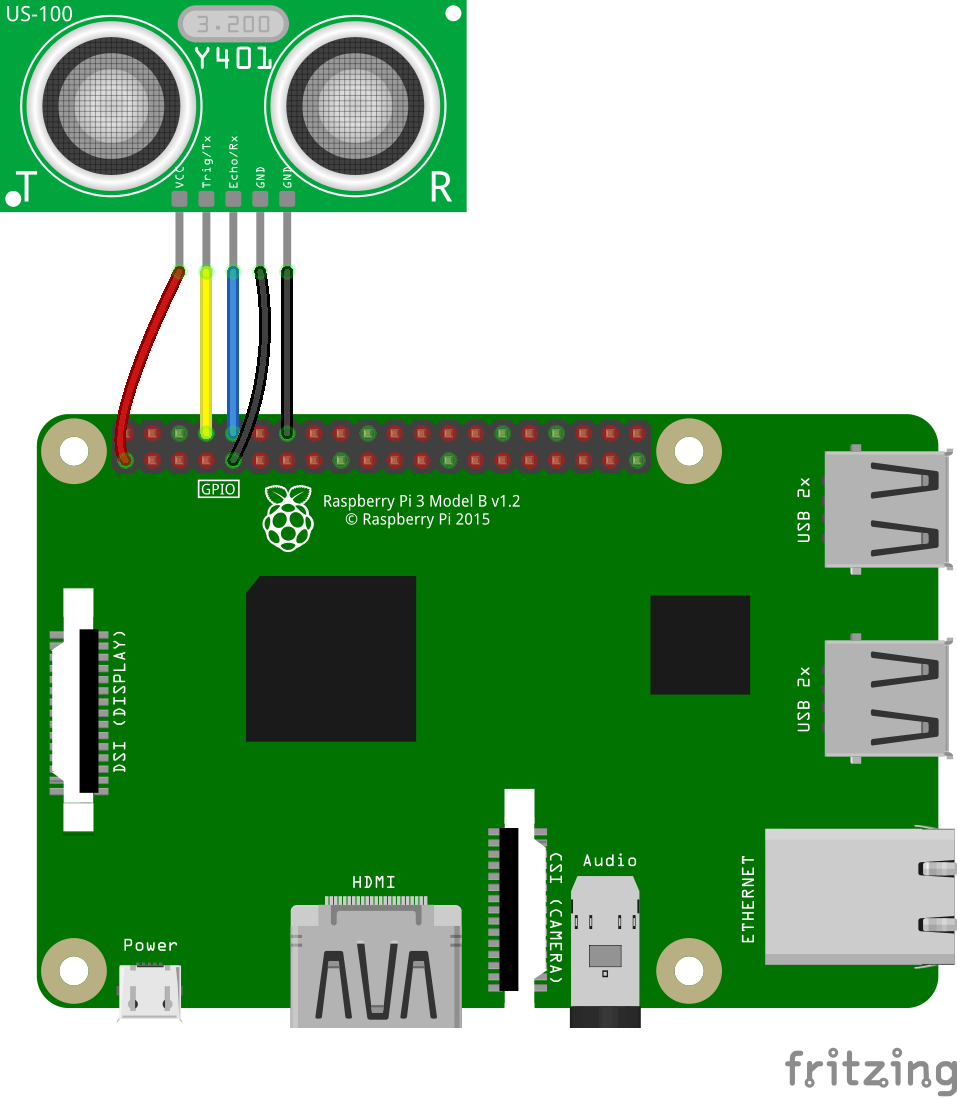 US-100
3.200
Y401
VCC
Trig/Tx
Echo/Rx
GND
GND
T
R
GPIO
Raspberry Pi 3 Model B v1.2
© Raspberry Pi 2015
USB 2x
DSI (DISPLAY)
USB 2x
Audio
CSI (CAMERA)
ETHERNET
HDMI
Power
fritzing